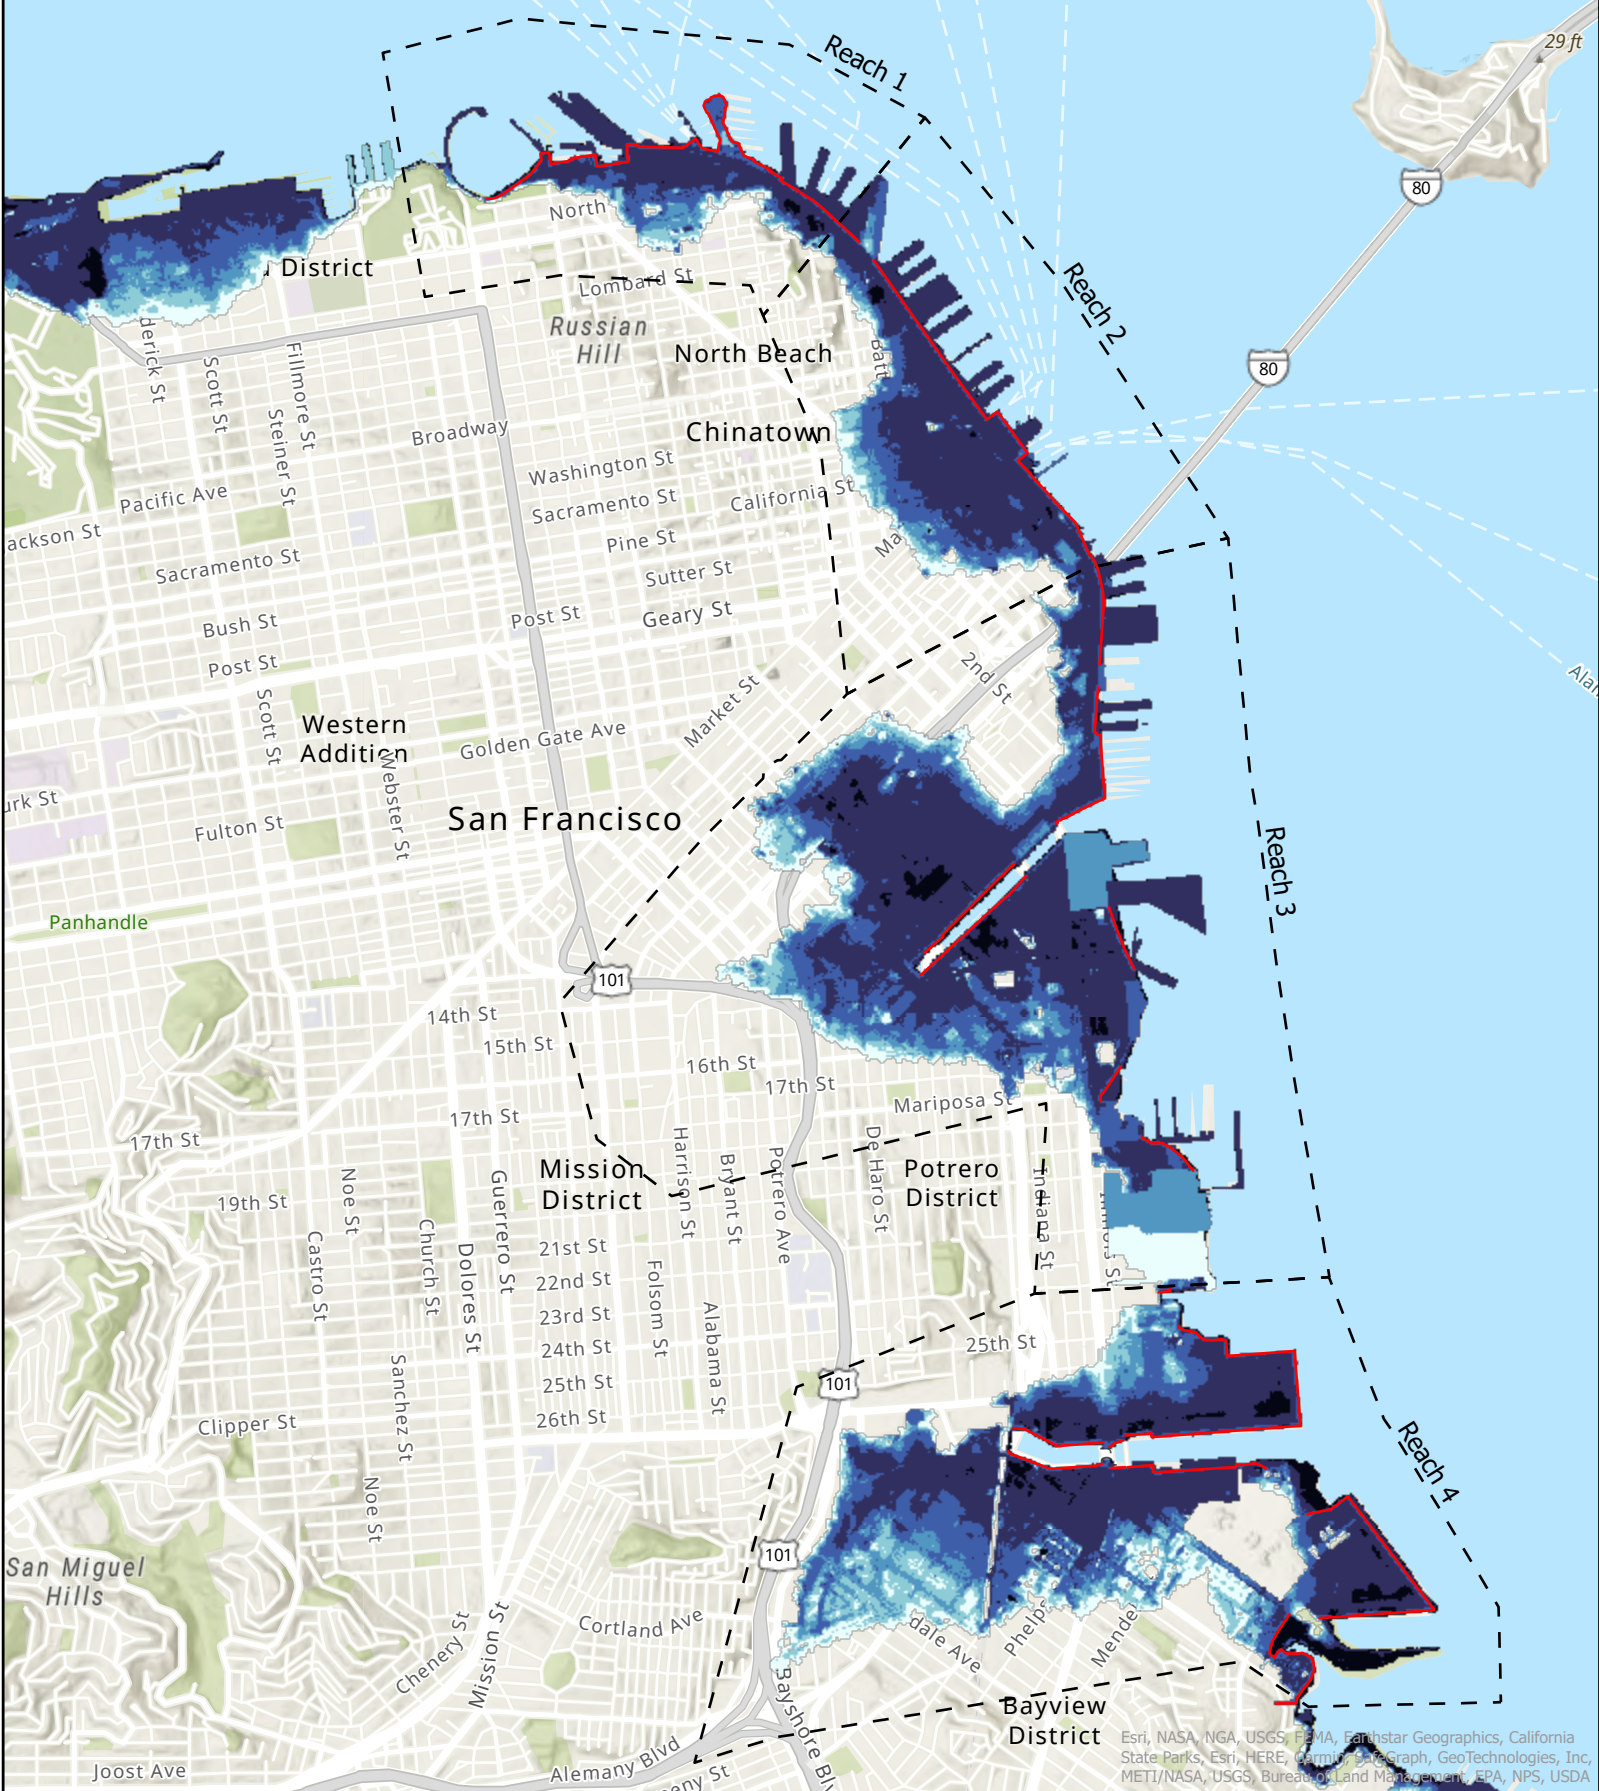 Reach 1
29 ft
80
North
District
Lombard St
Reach 2
Russian
Hill
North Beach
80
Scott St
Fillmore St
Steiner St
Broadway
Chinatown
Washington St
Sacramento St
California St
Pacific Ave
Pine St
Sacramento St
Sutter St
Geary St
Post St
Bush St
Post St
2nd St
Scott St
Market St
Western
Addition
Golden Gate Ave
Webster St
Fulton St
San Francisco
Reach 3
Panhandle
101
14th St
15th St
16th St
17th St
Mariposa St
17th St
17th St
Mission
District
Potrero
District
Harrison St
Bryant St
Potrero Ave
De Haro St
Indiana St
19th St
Noe St
Castro St
Church St
Guerrero St
Dolores St
21st St
22nd St
23rd St
24th St
25th St
26th St
Folsom St
Alabama St
25th St
101
Sanchez St
Clipper St
Noe St
Reach 4
101
San Miguel
Hills
Cortland Ave
Chenery St
Mission St
dale Ave
Phelps
Mendel
Bayview
District
Bayshore Blv
Alemany Blvd
Joost Ave
Esri, NASA, NGA, USGS, FEMA, Earthstar Geographics, California
State Parks, Esri, HERE, Garmin, SafeGraph, GeoTechnologies, Inc,
METI/NASA, USGS, Bureau of Land Management, EPA, NPS, USDA